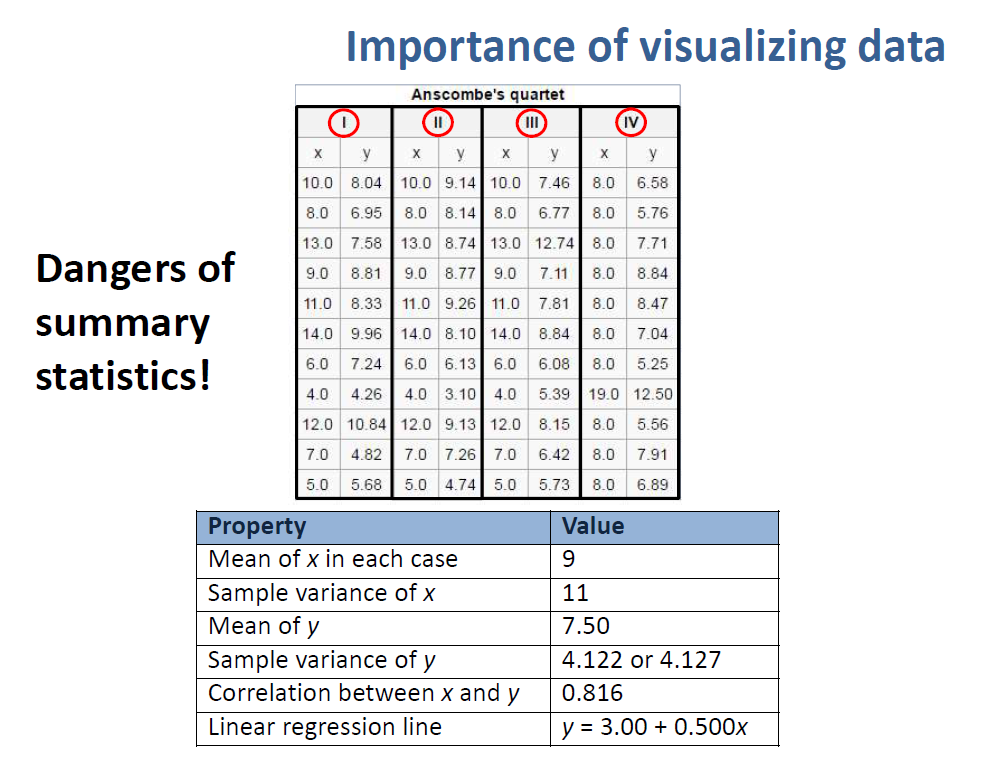 Importance of visualizing data
Anscombe's quartet
I II III IV
x y x y x y x y
10.0 8.04 10.0 9.14 10.0 7.46 8.0 6.58
8.0 6.95 8.0 8.14 8.0 6.77 8.0 5.76
13.0 7.58 13.0 8.74 13.0 12.74 8.0 7.71
9.0 8.81 9.0 8.77 9.0 7.11 8.0 8.84
11.0 8.33 11.0 9.26 11.0 7.81 8.0 8.47
14.0 9.96 14.0 8.10 14.0 8.84 8.0 7.04
6.0 7.24 6.0 6.13 6.0 6.08 8.0 5.25
4.0 4.26 4.0 3.10 4.0 5.39 19.0 12.50
12.0 10.84 12.0 9.13 12.0 8.15 8.0 5.56
7.0 4.82 7.0 7.26 7.0 6.42 8.0 7.91
5.0 5.68 5.0 4.74 5.0 5.73 8.0 6.89
Dangers of
summary
statistics!
Property Value
Mean of x in each case 9
Sample variance of x 11
Mean of y 7.50
Sample variance of y 4.122 or 4.127
Correlation between x and y 0.816
Linear regression line y = 3.00 + 0.500x